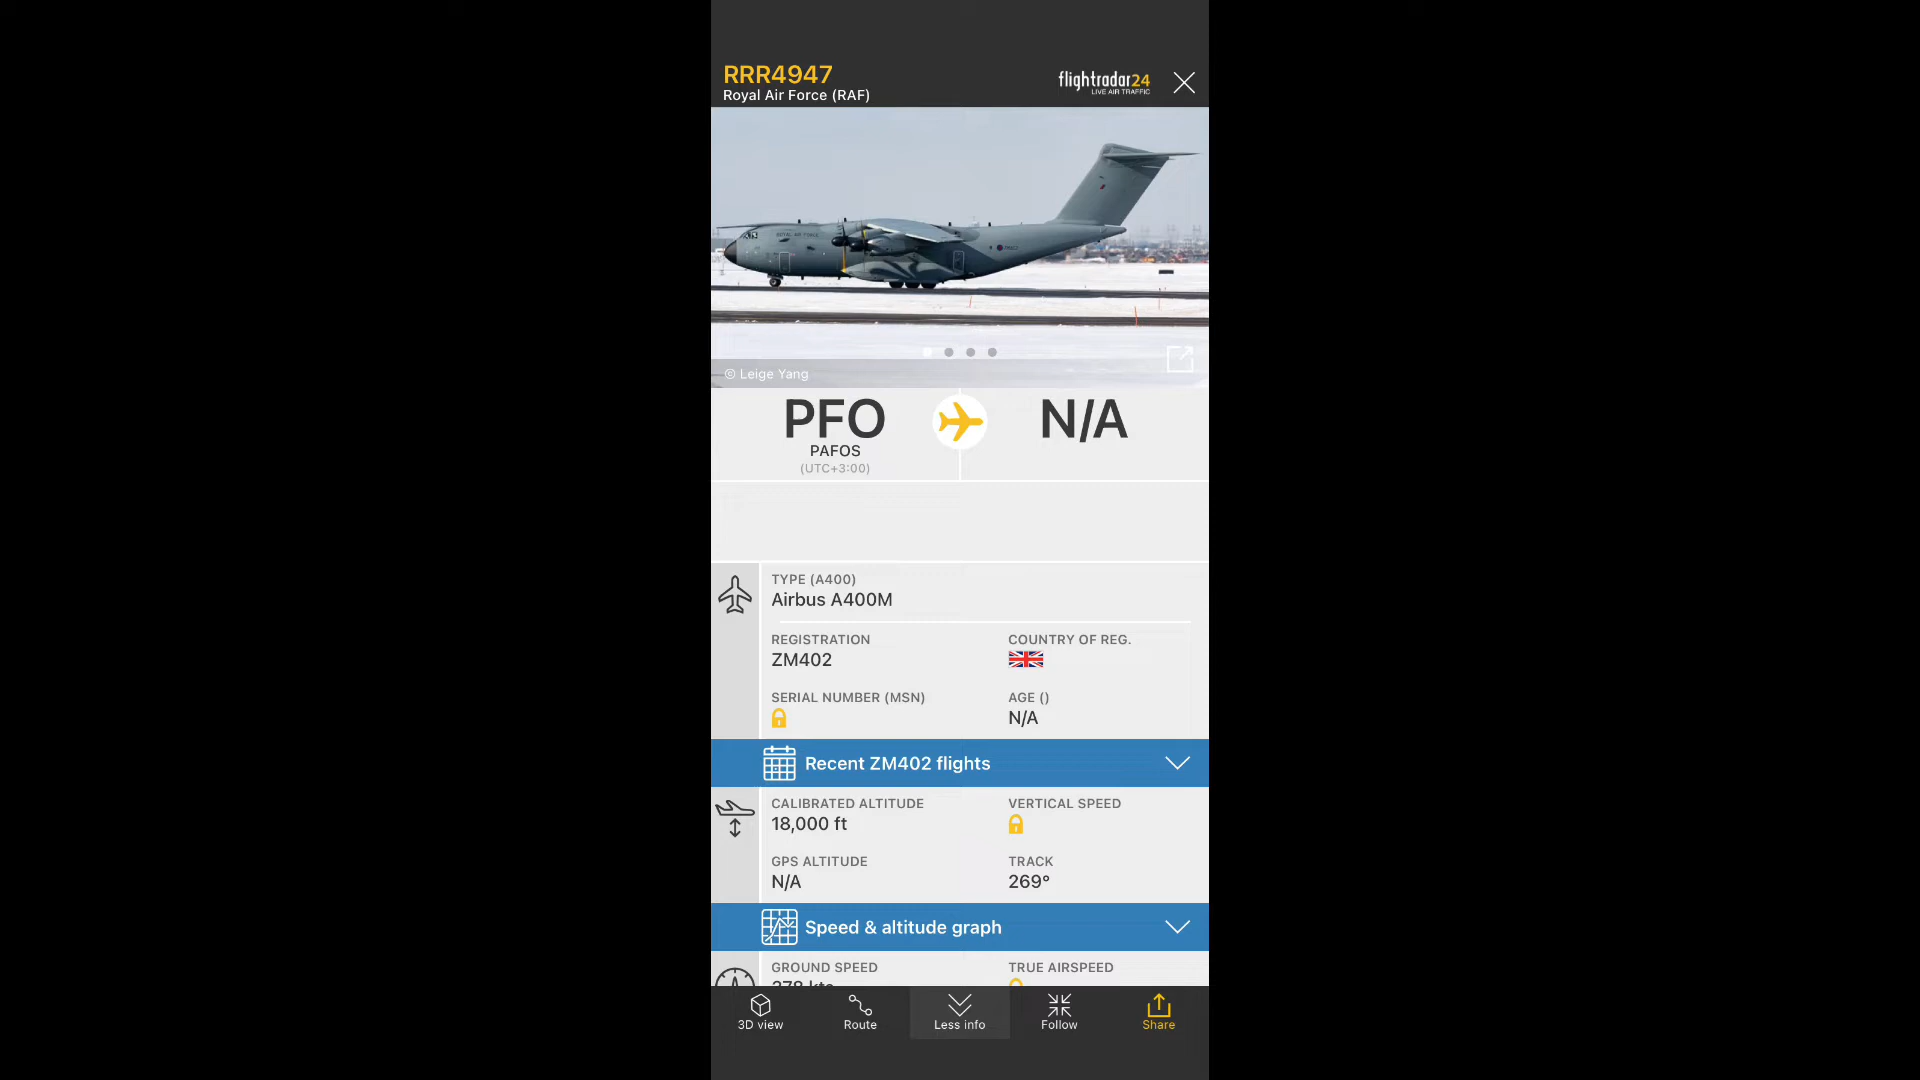 RRR4947
Royal Air Force (RAF)
flightradar24
LIVE AIR TRAFFIC
ROYAL AIR FORCE
© Leige Yang
PFO
PAFOS
(UTC+3:00)
N/A
TYPE (A400)
Airbus A400M
REGISTRATION
ZM402
COUNTRY OF REG.
SERIAL NUMBER (MSN)
AGE ()
N/A
Recent ZM402 flights
CALIBRATED ALTITUDE
18,000 ft
VERTICAL SPEED
GPS ALTITUDE
N/A
TRACK
269°
Speed & altitude graph
GROUND SPEED
TRUE AIRSPEED
3D view
Route
Less info
Follow
Share